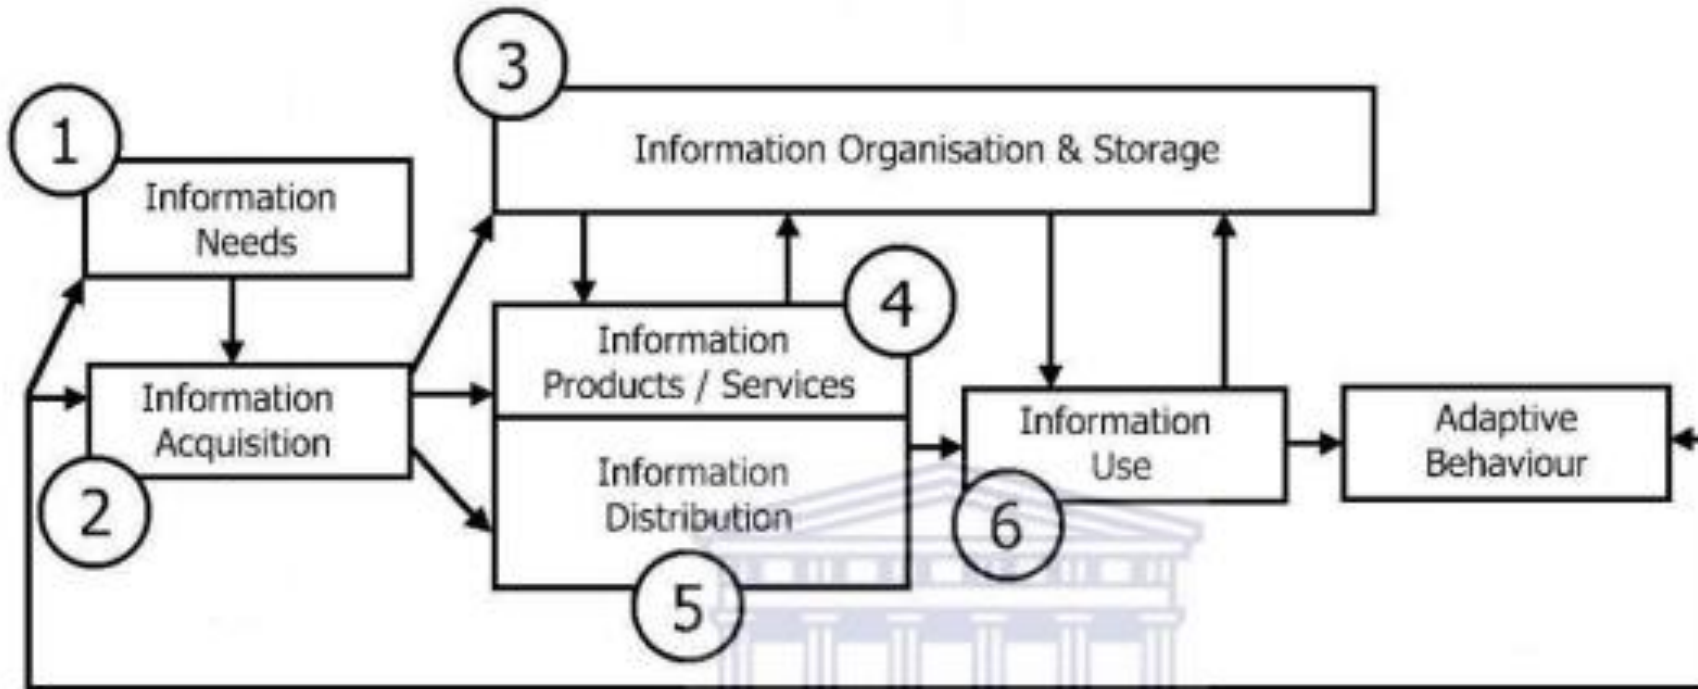 1
Information
Needs
2
Information
Acquisition
3
Information Organisation & Storage
4
Information
Products / Services
5
Information
Distribution
6
Information
Use
Adaptive
Behaviour